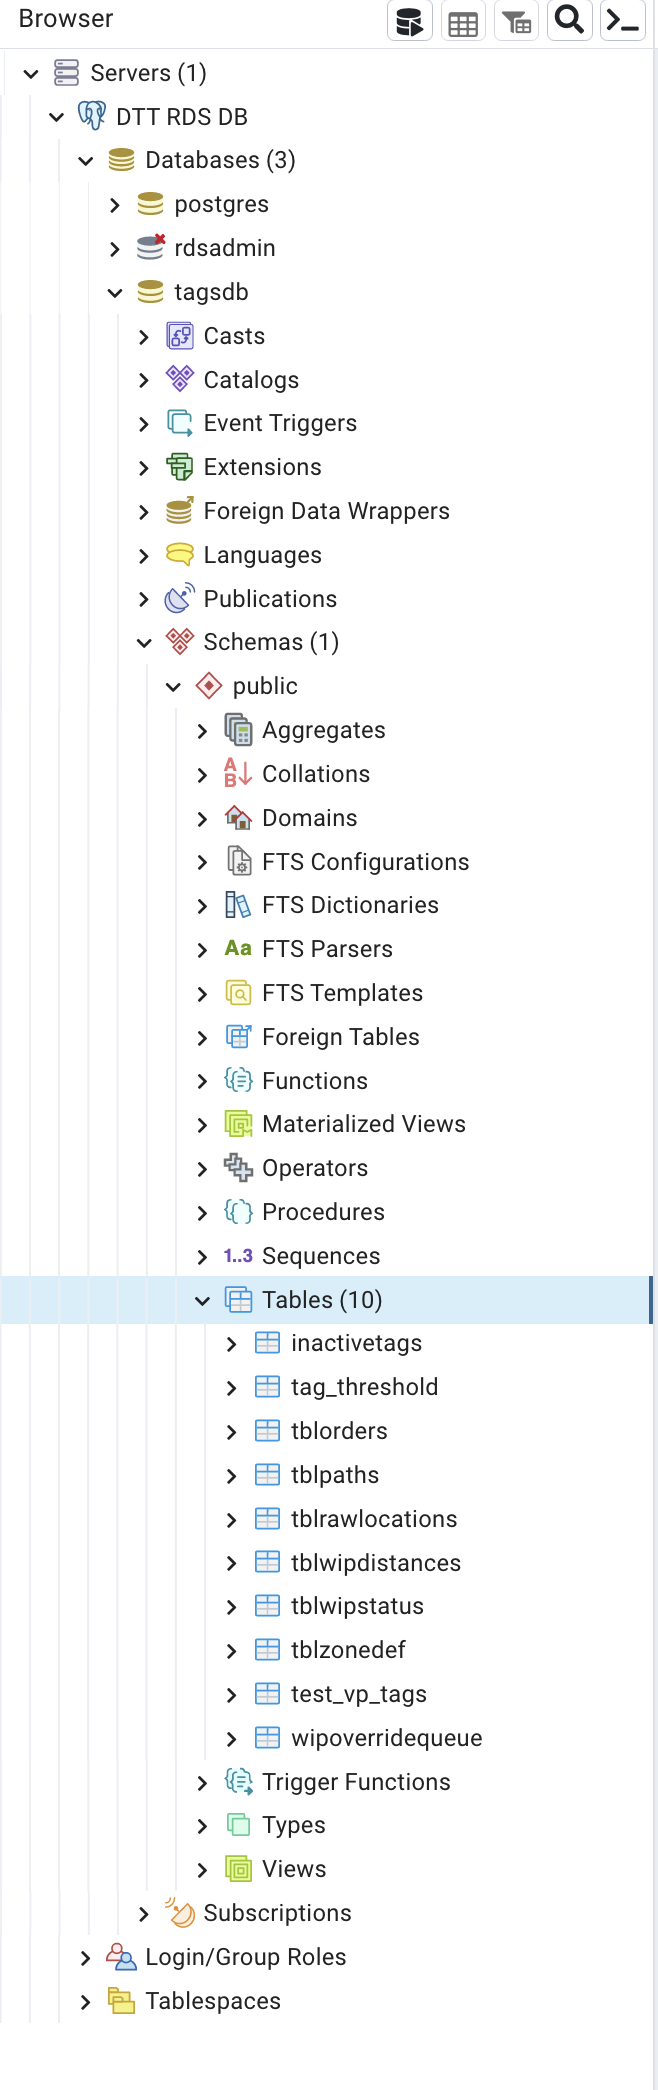 Browser
Servers (1)
DTT RDS DB
Databases (3)
postgres
rdsadmin
tagsdb
Casts
Catalogs
Event Triggers
Extensions
Foreign Data Wrappers
Languages
Publications
Schemas (1)
public
Aggregates
Collations
Domains
FTS Configurations
FTS Dictionaries
Aa FTS Parsers
FTS Templates
Foreign Tables
Functions
Materialized Views
Operators
Procedures
1..3 Sequences
Tables (10)
inactivetags
tag_threshold
tblorders
tblpaths
tblrawlocations
tblwipdistances
tblwipstatus
tblzonedef
test_vp_tags
wipoverridequeue
Trigger Functions
Types
Views
Subscriptions
Login/Group Roles
Tablespaces